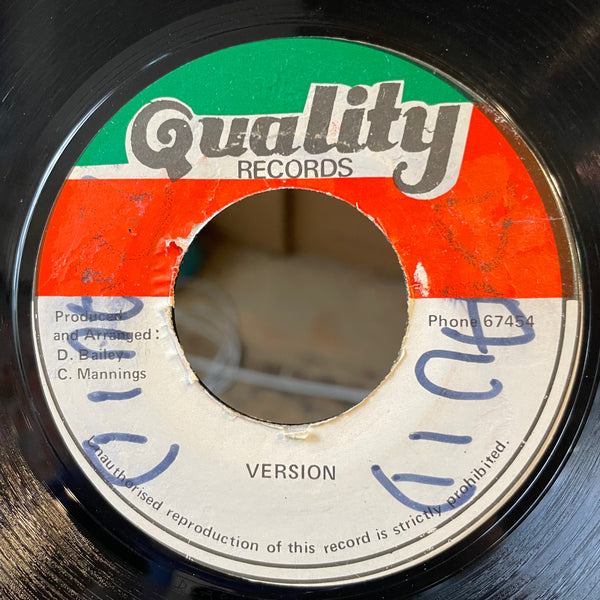 Quality
RECORDS
Produced
and Arranged:
D. Bailey
C. Mannings
Phone 67454
VERSION
Unauthorised reproduction of this record is strictly prohibited.